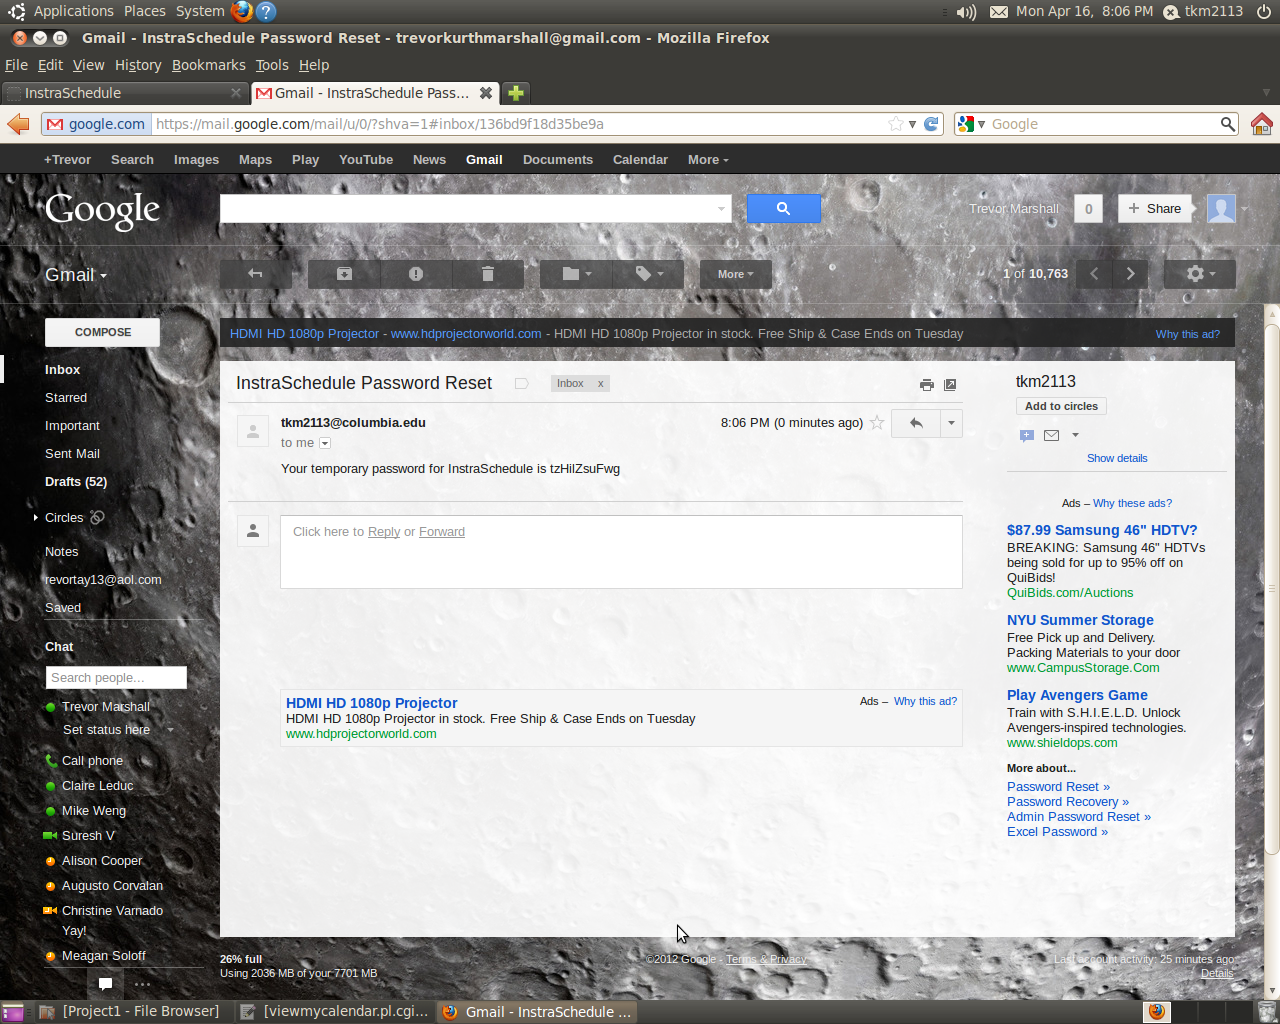 Applications Places System
Mon Apr 16, 8:06 PM tkm2113
Gmail - InstraSchedule Password Reset - trevorkurthmarshall@gmail.com - Mozilla Firefox
File Edit View History Bookmarks Tools Help
InstraSchedule
Gmail - InstraSchedule Pass...
google.com https://mail.google.com/mail/u/0/?shva=1#inbox/136bd9f18d35be9a
Google
+Trevor Search Images Maps Play YouTube News Gmail Documents Calendar More
Google
Trevor Marshall 0 + Share
Gmail
More
1 of 10,763
COMPOSE
HDMI HD 1080p Projector - www.hdprojectorworld.com - HDMI HD 1080p Projector in stock. Free Ship & Case Ends on Tuesday
Why this ad?
Inbox
Starred
Important
Sent Mail
Drafts (52)
Circles
Notes
revortay13@aol.com
Saved
Chat
Search people...
Trevor Marshall
Set status here
Call phone
Claire Leduc
Mike Weng
Suresh V
Alison Cooper
Augusto Corvalan
Christine Varnado
Yay!
Meagan Soloff
InstraSchedule Password Reset
Inbox x
tkm2113@columbia.edu
8:06 PM (0 minutes ago)
to me
Your temporary password for InstraSchedule is tzHilZsuFwg
Click here to Reply or Forward
HDMI HD 1080p Projector
Ads – Why this ad?
HDMI HD 1080p Projector in stock. Free Ship & Case Ends on Tuesday
www.hdprojectorworld.com
tkm2113
Add to circles
Show details
Ads – Why these ads?
$87.99 Samsung 46" HDTV?
BREAKING: Samsung 46" HDTVs
being sold for up to 95% off on
QuiBids!
QuiBids.com/Auctions
NYU Summer Storage
Free Pick up and Delivery.
Packing Materials to your door
www.CampusStorage.Com
Play Avengers Game
Train with S.H.I.E.L.D. Unlock
Avengers-inspired technologies.
www.shieldops.com
More about...
Password Reset »
Password Recovery »
Admin Password Reset »
Excel Password »
26% full
Using 2036 MB of your 7701 MB
©2012 Google - Terms & Privacy
Last account activity: 25 minutes ago
Details
[Project1 - File Browser]
[viewmycalendar.pl.cgi...
Gmail - InstraSchedule ...